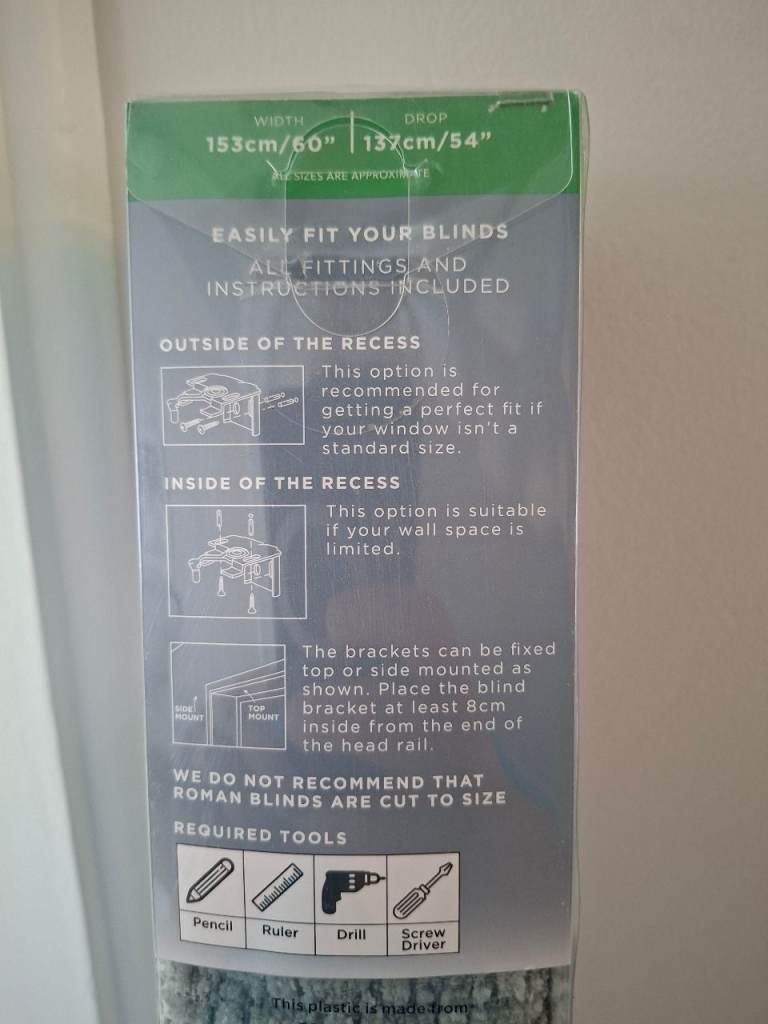 WIDTH DROP
153cm/60” 137cm/54”
ALL SIZES ARE APPROXIMATE
EASILY FIT YOUR BLINDS
ALL FITTINGS AND
INSTRUCTIONS INCLUDED
OUTSIDE OF THE RECESS
This option is
recommended for
getting a perfect fit if
your window isn't a
standard size.
INSIDE OF THE RECESS
This option is suitable
if your wall space is
limited.
The brackets can be fixed
top or side mounted as
shown. Place the blind
bracket at least 8cm
inside from the end of
the head rail.
SIDE TOP
MOUNT MOUNT
WE DO NOT RECOMMEND THAT
ROMAN BLINDS ARE CUT TO SIZE
REQUIRED TOOLS
Pencil Ruler Drill Screw
Driver
This plastic is made from